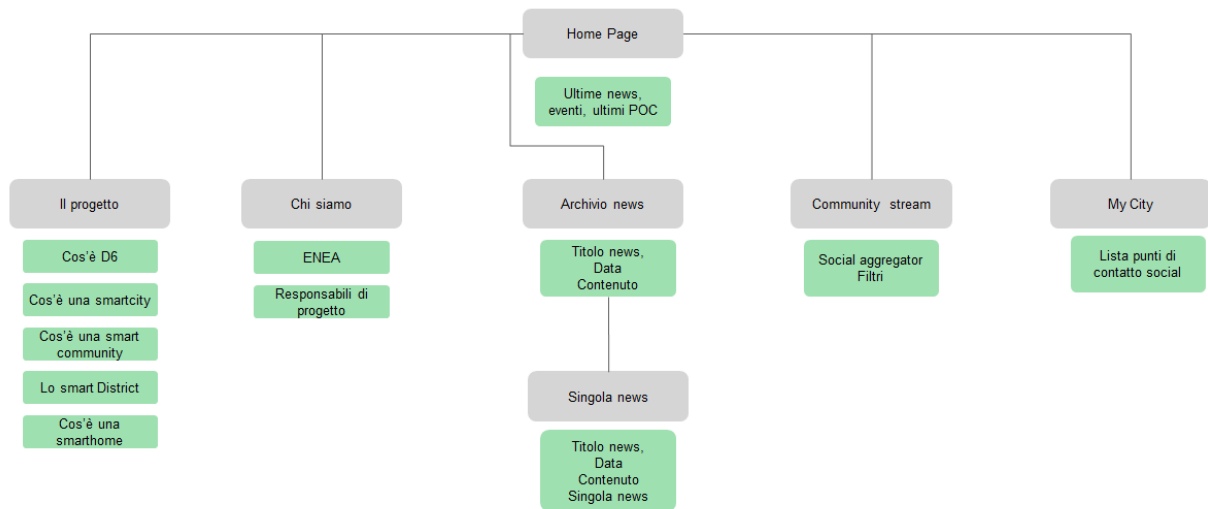 Home Page
Ultime news,
eventi, ultimi POC
Il progetto
Chi siamo
Archivio news
Community stream
My City
Cos'è D6
Cos'è una smartcity
Cos'è una smart
community
Lo smart District
Cos'è una
smarthome
ENEA
Responsabili di
progetto
Titolo news,
Data
Contenuto
Social aggregator
Filtri
Lista punti di
contatto social
Singola news
Titolo news,
Data
Contenuto
Singola news